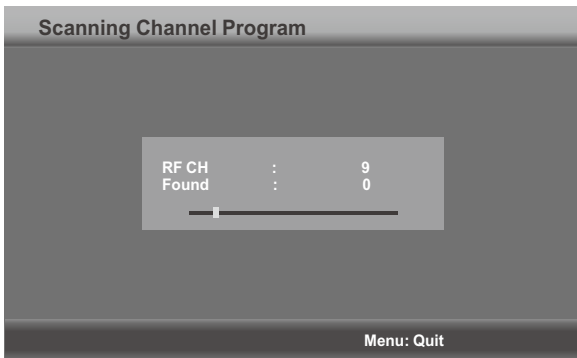 Scanning Channel Program
RF CH : 9
Found : 0
Menu: Quit